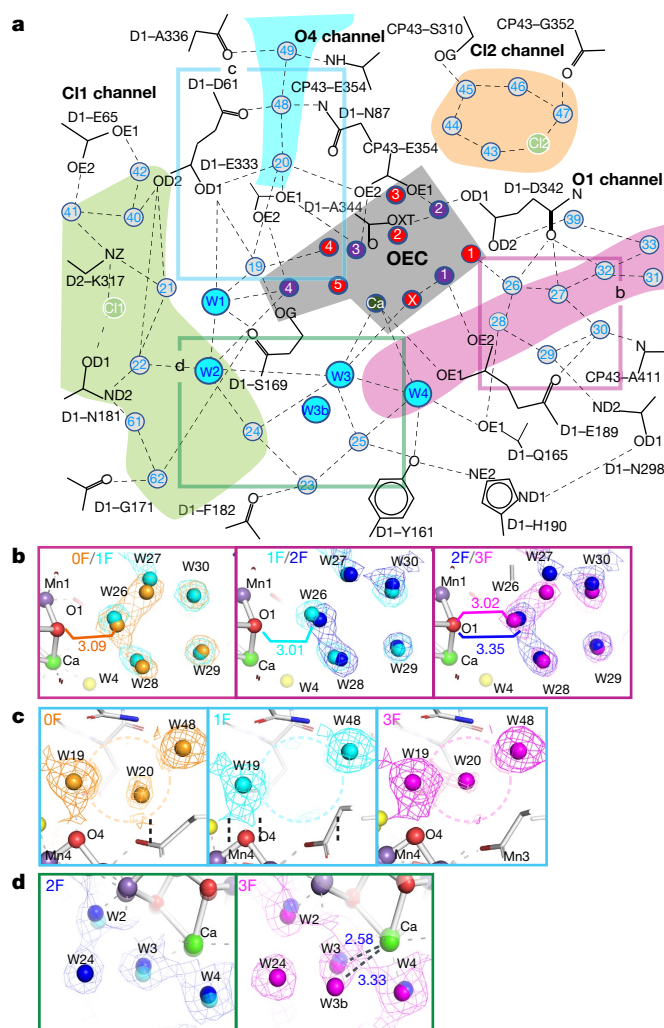 a
D1–A336
O4 channel
CP43–S310
CP43–G352
O
49
NH
OG
O
Cl2 channel
c
D1–D61
CP43–E354
45
46
Cl1 channel
O
48
N
D1–N87
44
47
D1–E65
OE1
O
43
Cl2
OE2
42
D1–E333
20
CP43–E354
O1 channel
OD2
OD1
OE1
OE2
3
OE1
OD1
D1–D342
N
41
40
OE2
D1–A344
OXT
2
39
NZ
O
2
OD2
O
33
4
3
OEC
1
32
D2–K317
21
19
5
Ca
X
1
26
27
31
Cl1
W1
4
b
OG
28
30
OD1
22
d
W2
O
W3
W4
OE2
29
N
ND2
D1–S169
OE1
CP43–A411
D1–N181
61
W3b
O
ND2
24
25
OE1
D1–E189
62
D1–Q165
OD1
O
O
23
O
NE2
D1–N298
D1–G171
D1–F182
ND1
D1–Y161
D1–H190
b
0F/1F
W27
1F/2F
W27
2F/3F
W27
W30
W30
W30
Mn1
W26
Mn1
W26
Mn1
W26
O1
O1
3.02
3.09
3.01
O1
3.35
Ca
Ca
Ca
W4
W28
W29
W4
W28
W29
W4
W28
W29
c
0F
W48
1F
W48
3F
W48
W19
W20
W19
W19
W20
O4
O4
O4
Mn4
Mn4
Mn4
Mn3
d
2F
3F
W2
Ca
W2
Ca
W24
W3
W24
W3
2.58
W4
3.33
W4
W3b